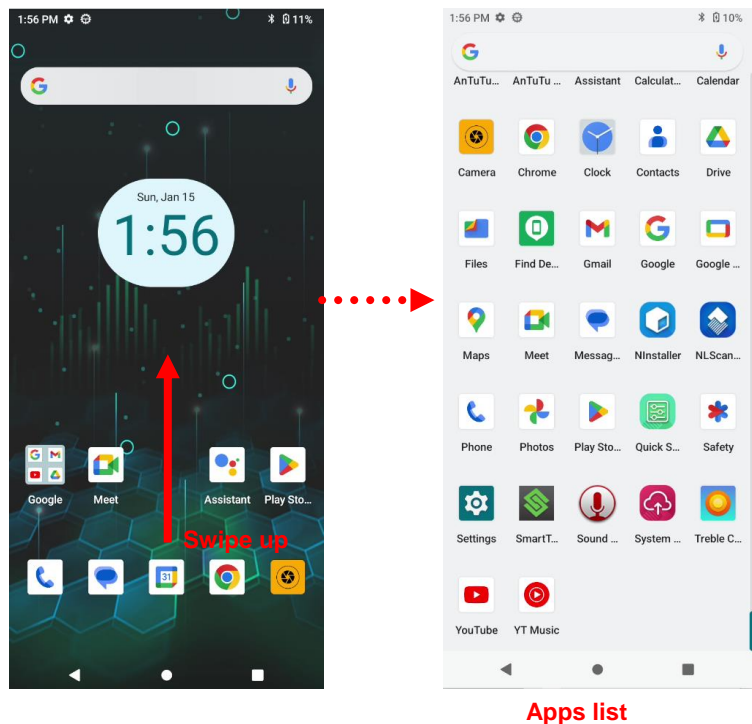 1:56 PM 11%
Sun, Jan 15
1:56
Google Meet Assistant Play Sto...
Swipe up
31
1:56 PM 10%
AnTuTu... AnTuTu ... Assistant Calculat... Calendar
Camera Chrome Clock Contacts Drive
Files Find De... Gmail Google Google ...
Maps Meet Messag... NInstaller NLScan...
Phone Photos Play Sto... Quick S... Safety
Settings SmartT... Sound ... System ... Treble C...
YouTube YT Music
Apps list